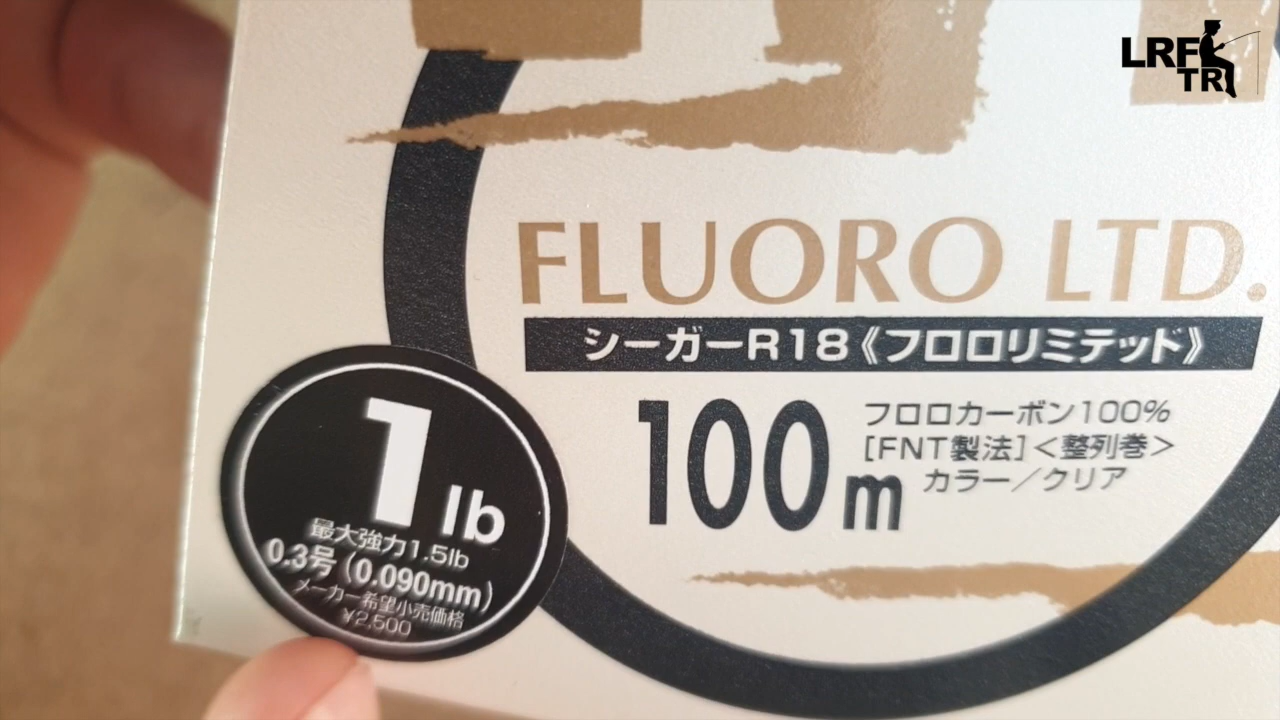 LRF
TR
FLUORO LTD.
シーガーR18《フロロリミテッド》
100m
フロロカーボン100%
[FNT製法]＜整列巻＞
カラー／クリア
1lb
最大強力1.5lb
0.3号(0.090mm)
メーカー希望小売価格
¥2,500